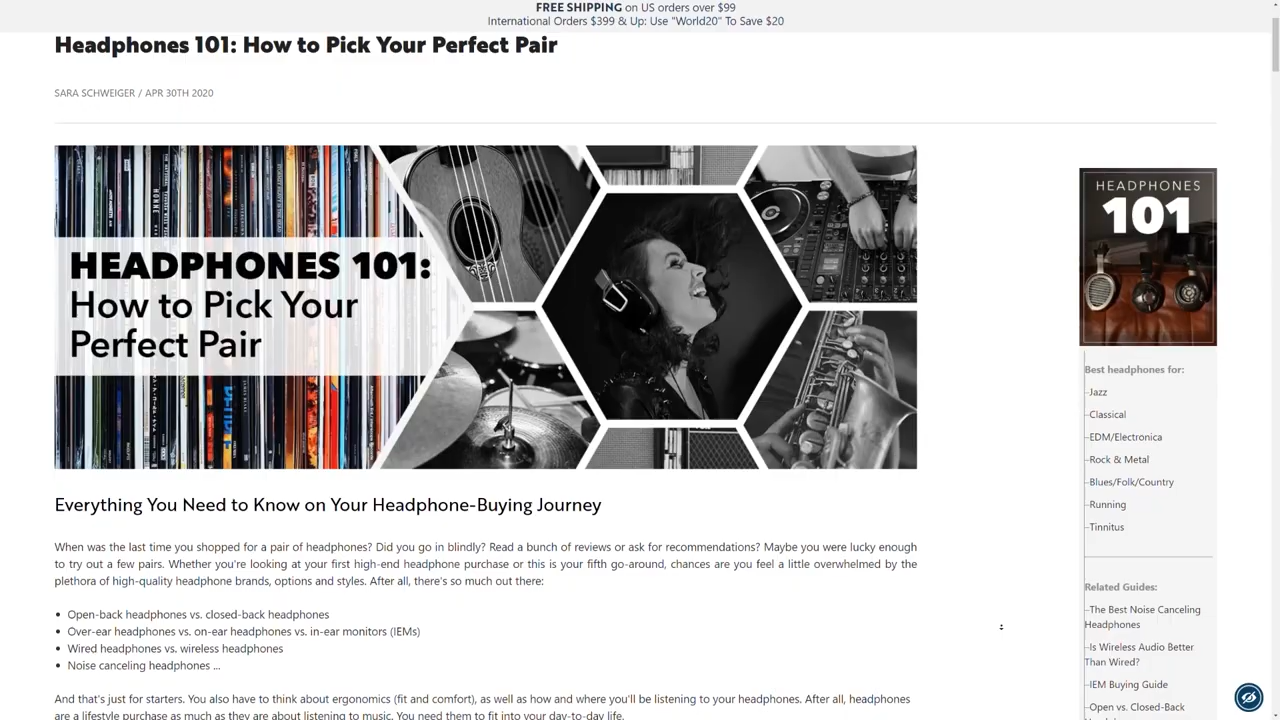 FREE SHIPPING on US orders over $99
International Orders $399 & Up: Use "World20" To Save $20
Headphones 101: How to Pick Your Perfect Pair
SARA SCHWEIGER / APR 30TH 2020
HEADPHONES 101:
How to Pick Your
Perfect Pair
Everything You Need to Know on Your Headphone-Buying Journey
When was the last time you shopped for a pair of headphones? Did you go in blindly? Read a bunch of reviews or ask for recommendations? Maybe you were lucky enough
to try out a few pairs. Whether you're looking at your first high-end headphone purchase or this is your fifth go-around, chances are you feel a little overwhelmed by the
plethora of high-quality headphone brands, options and styles. After all, there's so much out there:
• Open-back headphones vs. closed-back headphones
• Over-ear headphones vs. on-ear headphones vs. in-ear monitors (IEMs)
• Wired headphones vs. wireless headphones
• Noise canceling headphones ...
And that's just for starters. You also have to think about ergonomics (fit and comfort), as well as how and where you'll be listening to your headphones. After all, headphones
are a lifestyle purchase as much as they are about listening to music. You need them to fit into your day-to-day life.
HEADPHONES
101
Best headphones for:
–Jazz
–Classical
–EDM/Electronica
–Rock & Metal
–Blues/Folk/Country
–Running
–Tinnitus
Related Guides:
–The Best Noise Canceling
Headphones
–Is Wireless Audio Better
Than Wired?
–IEM Buying Guide
–Open vs. Closed-Back